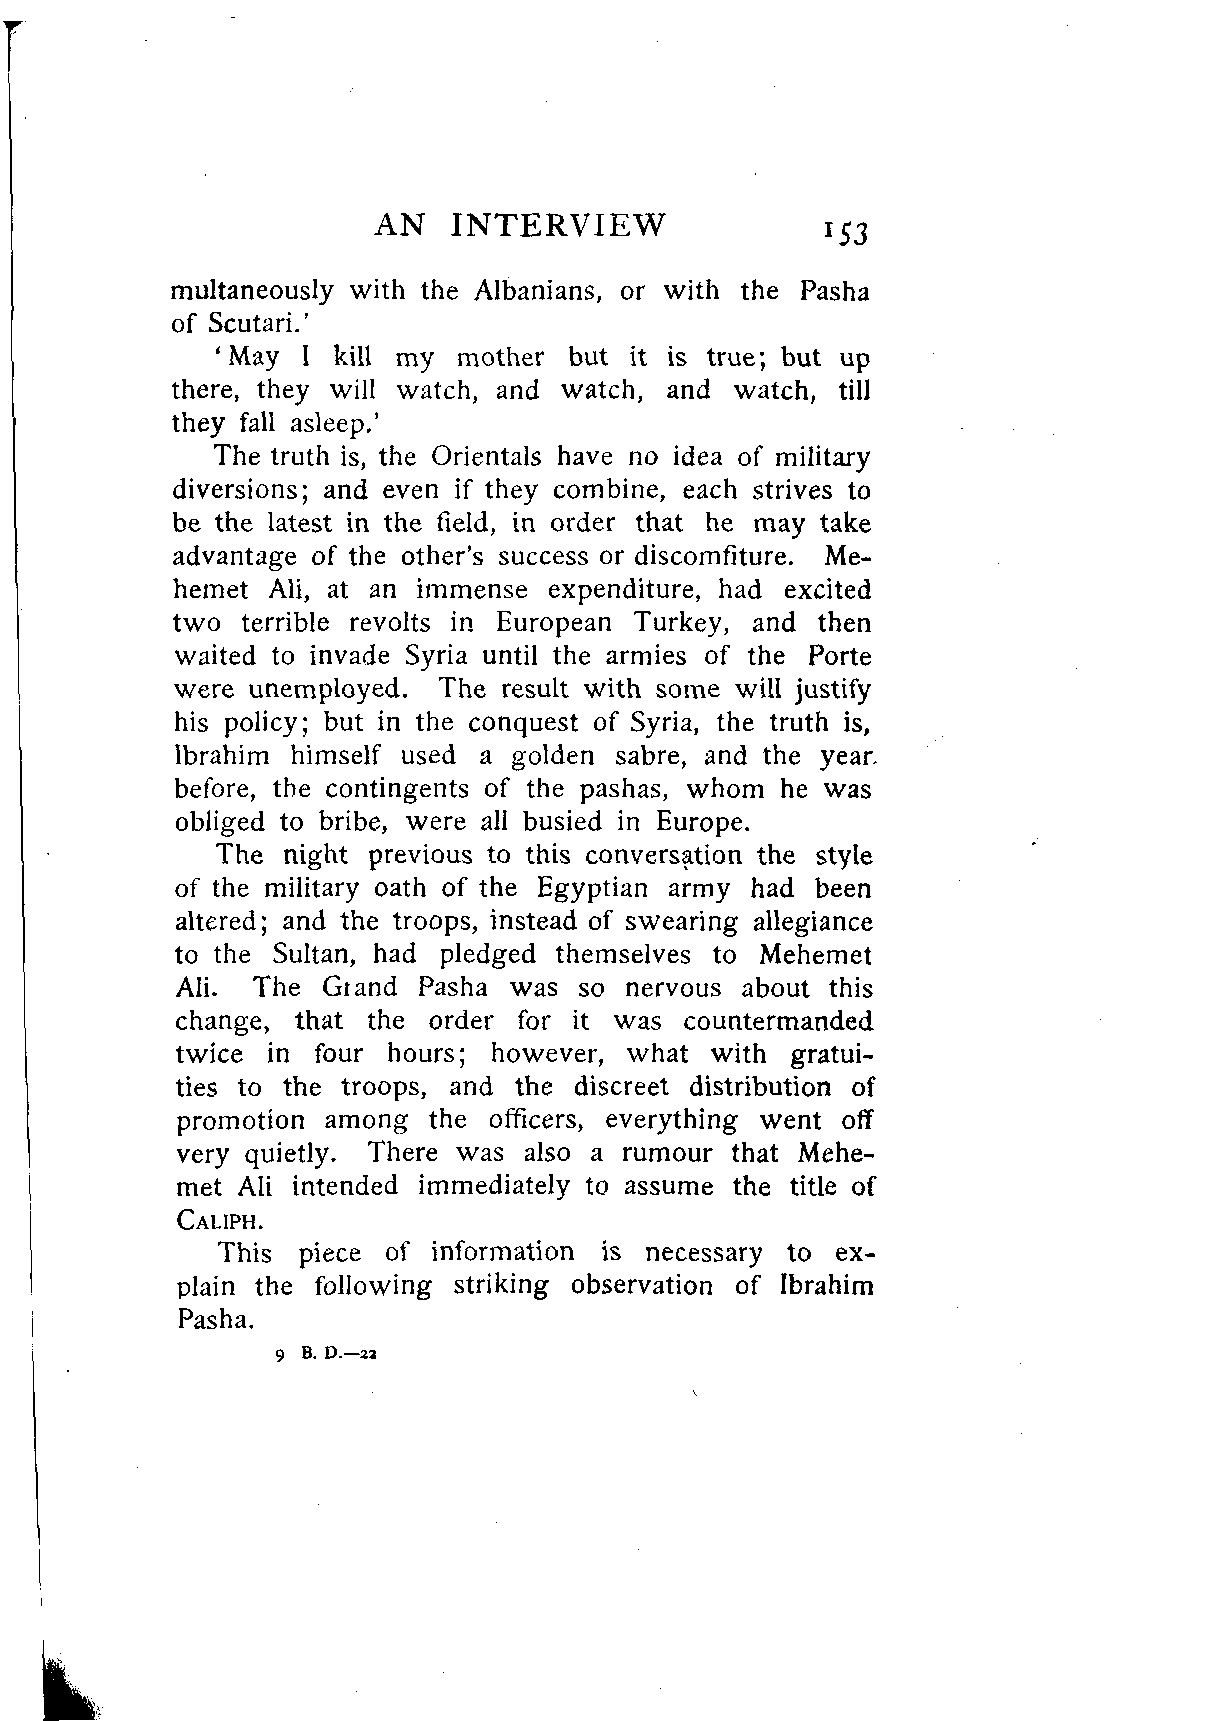 AN INTERVIEW 153
multaneously with the Albanians, or with the Pasha
of Scutari.'
'May I kill my mother but it is true; but up
there, they will watch, and watch, and watch, till
they fall asleep.'
The truth is, the Orientals have no idea of military
diversions; and even if they combine, each strives to
be the latest in the field, in order that he may take
advantage of the other's success or discomfiture. Me-
hemet Ali, at an immense expenditure, had excited
two terrible revolts in European Turkey, and then
waited to invade Syria until the armies of the Porte
were unemployed. The result with some will justify
his policy; but in the conquest of Syria, the truth is,
Ibrahim himself used a golden sabre, and the year
before, the contingents of the pashas, whom he was
obliged to bribe, were all busied in Europe.
The night previous to this conversation the style
of the military oath of the Egyptian army had been
altered; and the troops, instead of swearing allegiance
to the Sultan, had pledged themselves to Mehemet
Ali. The Grand Pasha was so nervous about this
change, that the order for it was countermanded
twice in four hours; however, what with gratui-
ties to the troops, and the discreet distribution of
promotion among the officers, everything went off
very quietly. There was also a rumour that Mehe-
met Ali intended immediately to assume the title of
CALIPH.
This piece of information is necessary to ex-
plain the following striking observation of Ibrahim
Pasha.
9 B. D.—22